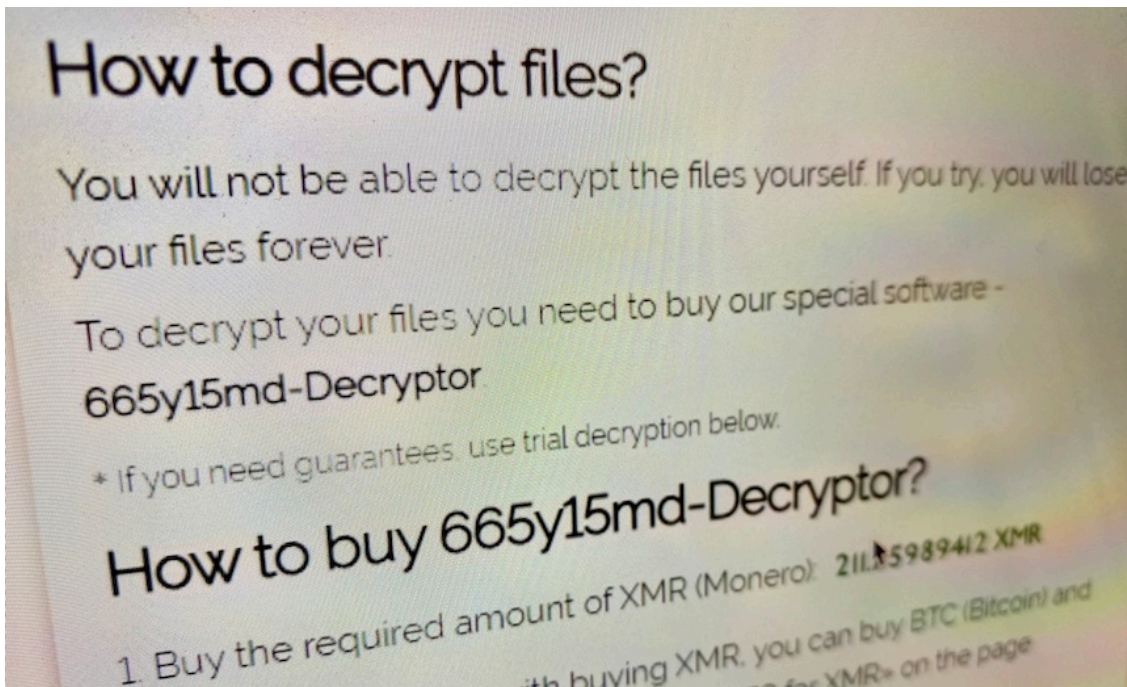 How to decrypt files?
You will not be able to decrypt the files yourself. If you try, you will lose
your files forever.
To decrypt your files you need to buy our special software -
665y15md-Decryptor.
* If you need guarantees, use trial decryption below.
How to buy 665y15md-Decryptor?
1. Buy the required amount of XMR (Monero): XMR
buying XMR, you can buy BTC (Bitcoin) and
XMR» on the page